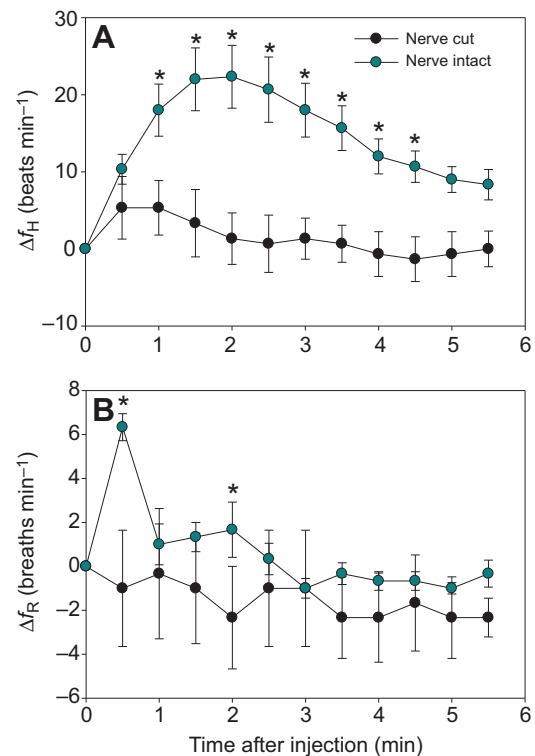 A
Nerve cut
Nerve intact
* * * * * * * *
30
20
10
0
–10
Δf_H (beats min⁻¹)
0 1 2 3 4 5 6
B
* *
8
6
4
2
0
–2
–4
–6
Δf_R (breaths min⁻¹)
0 1 2 3 4 5 6
Time after injection (min)